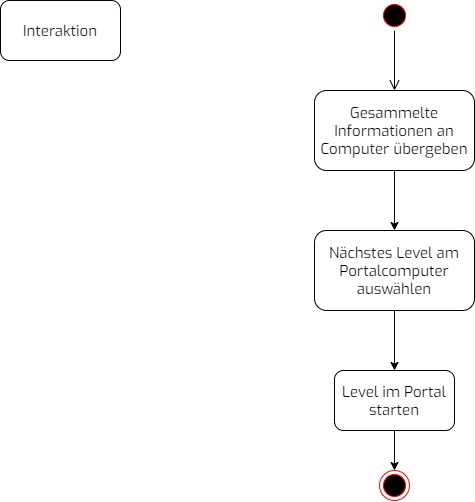 Interaktion
Gesammelte
Informationen an
Computer übergeben
Nächstes Level am
Portalcomputer
auswählen
Level im Portal
starten